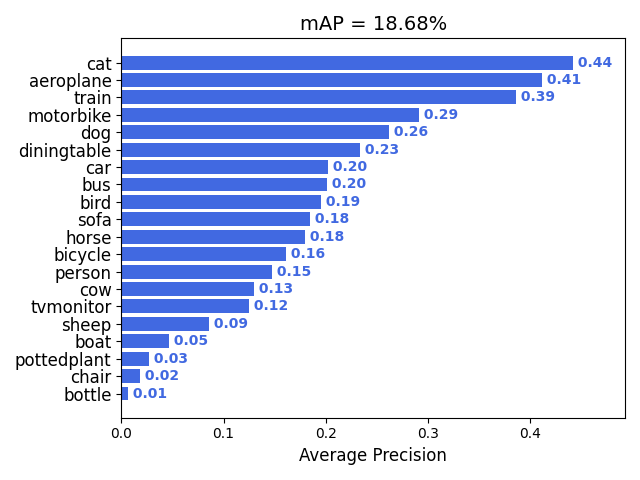 mAP = 18.68%
cat 0.44
aeroplane 0.41
train 0.39
motorbike 0.29
dog 0.26
diningtable 0.23
car 0.20
bus 0.20
bird 0.19
sofa 0.18
horse 0.18
bicycle 0.16
person 0.15
cow 0.13
tvmonitor 0.12
sheep 0.09
boat 0.05
pottedplant 0.03
chair 0.02
bottle 0.01
0.0 0.1 0.2 0.3 0.4
Average Precision